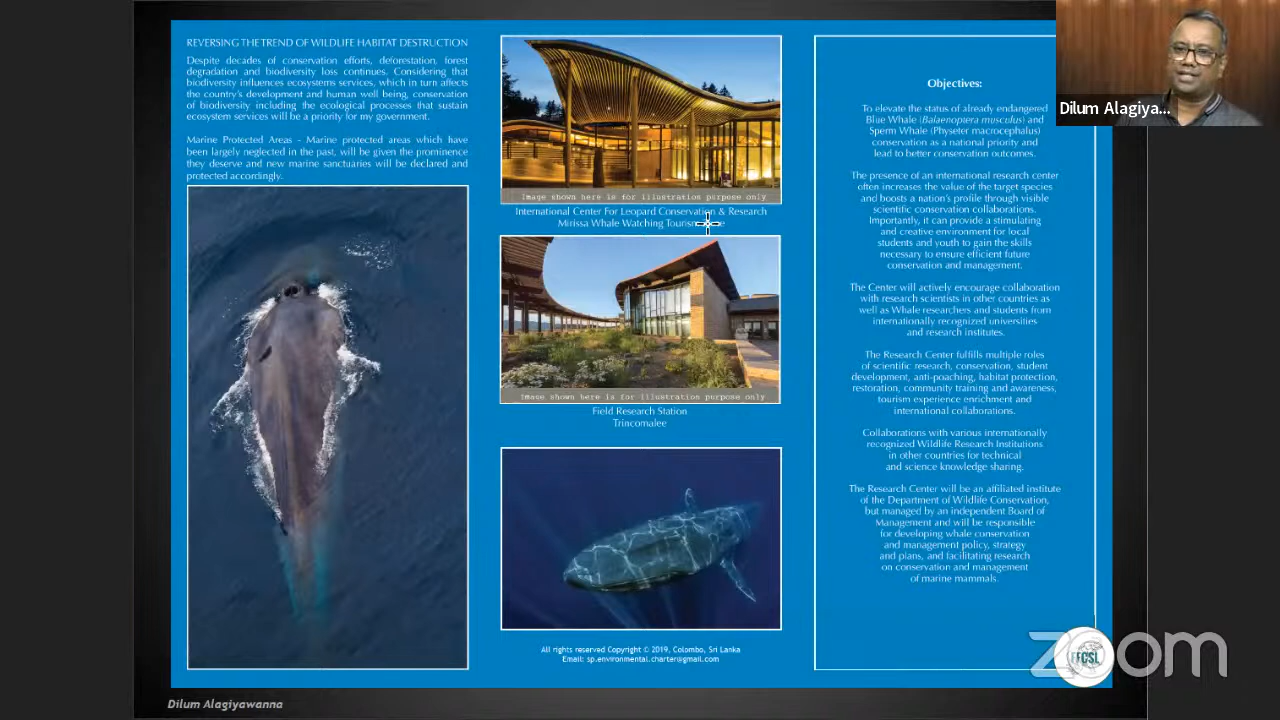 REVERSING THE TREND OF WILDLIFE HABITAT DESTRUCTION
Despite decades of conservation efforts, deforestation, forest
degradation and biodiversity loss continues. Considering that
biodiversity influences ecosystems services, which in turn affects
the country's development and human well being, conservation
of biodiversity including the ecological processes that sustain
ecosystem services will be a priority for my government.
Marine Protected Areas - Marine protected areas which have
been largely neglected in the past, will be given the prominence
they deserve and new marine sanctuaries will be declared and
protected accordingly.
Image shown here is for illustration purpose only
International Center For Leopard Conservation & Research
Mirissa Whale Watching Tourism
Image shown here is for illustration purpose only
Field Research Station
Trincomalee
All rights reserved Copyright © 2019, Colombo, Sri Lanka
Email: sp.environmental.charter@gmail.com
Objectives:
To elevate the status of already endangered
Blue Whale (Balaenoptera musculus) and
Sperm Whale (Physeter macrocephalus)
conservation as a national priority and
lead to better conservation outcomes.
The presence of an international research center
often increases the value of the target species
and boosts a nation's profile through visible
scientific conservation collaborations.
Importantly, it can provide a stimulating
and creative environment for local
students and youth to gain the skills
necessary to ensure efficient future
conservation and management.
The Center will actively encourage collaboration
with research scientists in other countries as
well as Whale researchers and students from
internationally recognized universities
and research institutes.
The Research Center fulfills multiple roles
of scientific research, conservation, student
development, anti-poaching, habitat protection,
restoration, community training and awareness,
tourism experience enrichment and
international collaborations.
Collaborations with various internationally
recognized Wildlife Research Institutions
in other countries for technical
and science knowledge sharing.
The Research Center will be an affiliated institute
of the Department of Wildlife Conservation,
but managed by an independent Board of
Management and will be responsible
for developing whale conservation
and management policy, strategy
and plans, and facilitating research
on conservation and management
of marine mammals.
Dilum Alagiya...
zoom
FCSL
Dilum Alagiyawanna